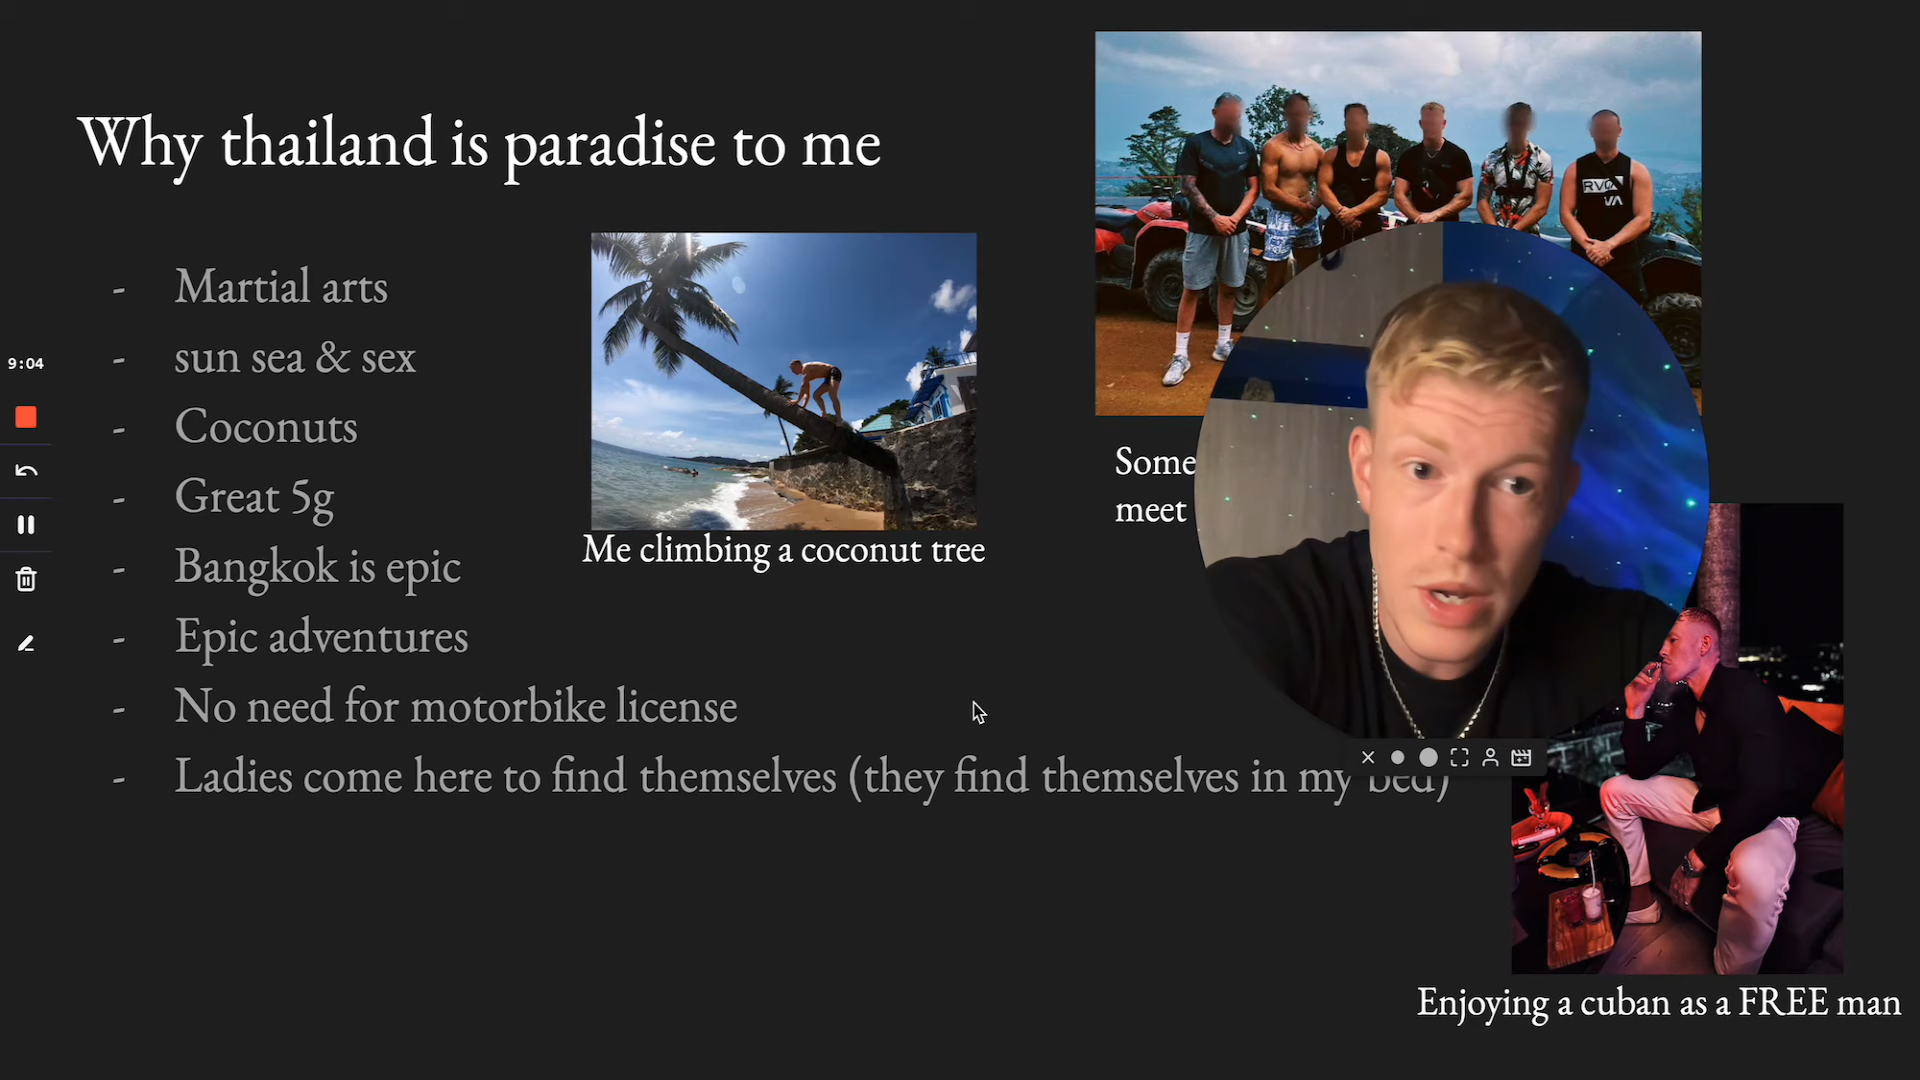 Why thailand is paradise to me
- Martial arts
- sun sea & sex
- Coconuts
- Great 5g
- Bangkok is epic
- Epic adventures
- No need for motorbike license
- Ladies come here to find themselves (they find themselves in my bed)
9:04
Me climbing a coconut tree
RVCA
VA
Some
meet
Enjoying a cuban as a FREE man